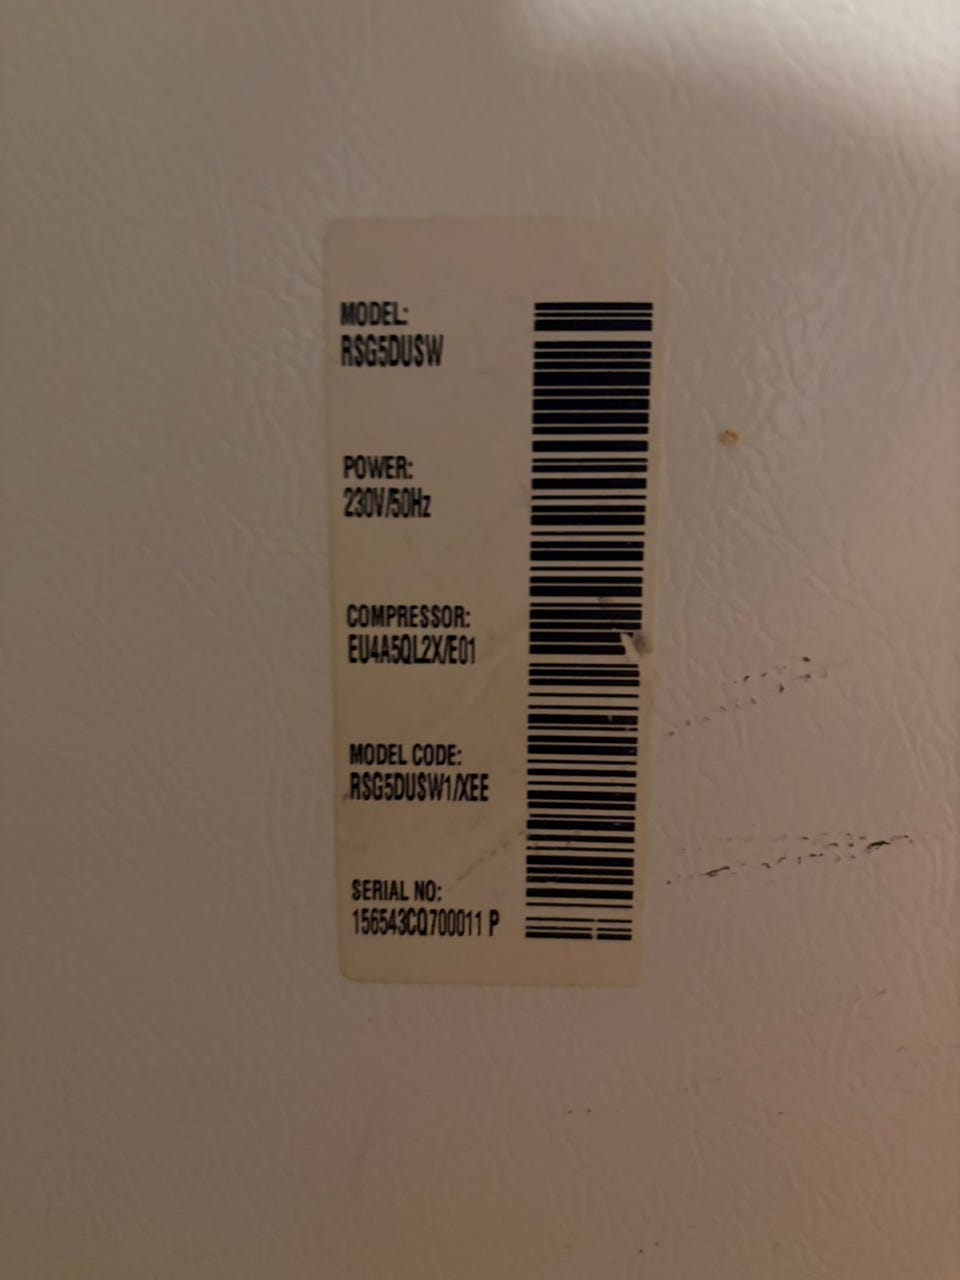 MODEL:
RSG5DUSW
POWER:
230V/50Hz
COMPRESSOR:
EU4A5QL2X/E01
MODEL CODE:
RSG5DUSW1/XEE
SERIAL NO:
156543CQ700011 P